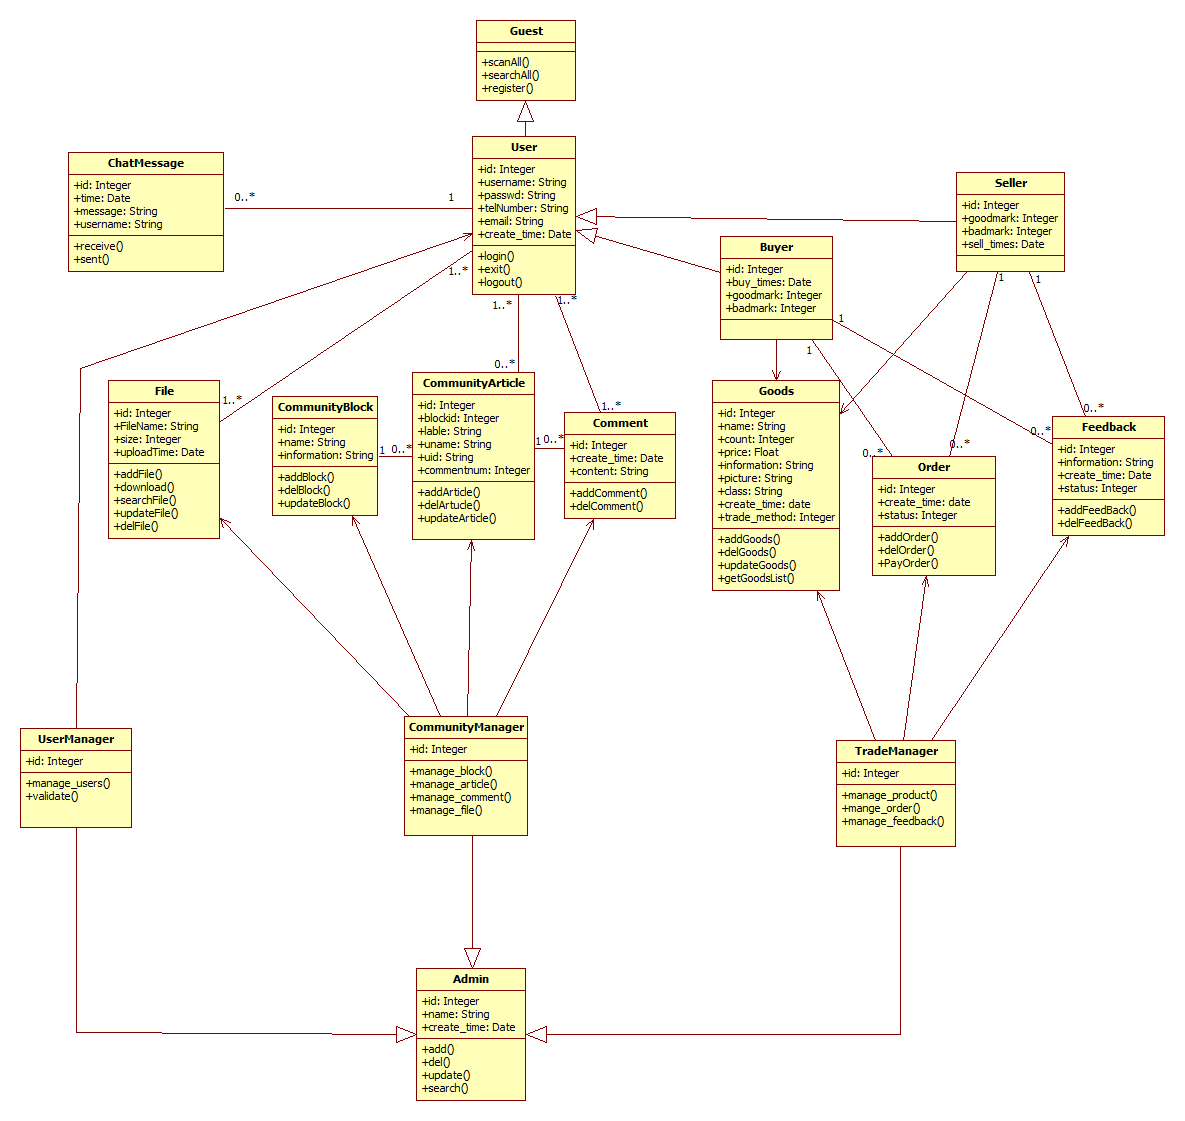 Guest
+scanAll()
+searchAll()
+register()
User
+id: Integer
+username: String
+passwd: String
+telNumber: String
+email: String
+create_time: Date
+login()
+exit()
+logout()
ChatMessage
+id: Integer
+time: Date
+message: String
+username: String
+receive()
+sent()
0..*
1
Seller
+id: Integer
+goodmark: Integer
+badmark: Integer
+sell_times: Date
Buyer
+id: Integer
+buy_times: Date
+goodmark: Integer
+badmark: Integer
1..*
1..*
1..*
1
1
1
1
0..*
1..*
1..*
0..*
0..*
0..*
0..*
File
+id: Integer
+FileName: String
+size: Integer
+uploadTime: Date
+addFile()
+download()
+searchFile()
+updateFile()
+delFile()
CommunityBlock
+id: Integer
+name: String
+information: String
+addBlock()
+delBlock()
+updateBlock()
1
0..*
CommunityArticle
+id: Integer
+blockid: Integer
+lable: String
+uname: String
+uid: String
+commentnum: Integer
+addArticle()
+delArtucle()
+updateArticle()
1
0..*
Comment
+id: Integer
+create_time: Date
+content: String
+addComment()
+delComment()
Goods
+id: Integer
+name: String
+count: Integer
+price: Float
+information: String
+picture: String
+class: String
+create_time: date
+trade_method: Integer
+addGoods()
+delGoods()
+updateGoods()
+getGoodsList()
Order
+id: Integer
+create_time: date
+status: Integer
+addOrder()
+delOrder()
+PayOrder()
Feedback
+id: Integer
+information: String
+create_time: Date
+status: Integer
+addFeedBack()
+delFeedBack()
UserManager
+id: Integer
+manage_users()
+validate()
CommunityManager
+id: Integer
+manage_block()
+manage_article()
+manage_comment()
+manage_file()
TradeManager
+id: Integer
+manage_product()
+mange_order()
+manage_feedback()
Admin
+id: Integer
+name: String
+create_time: Date
+add()
+del()
+update()
+search()